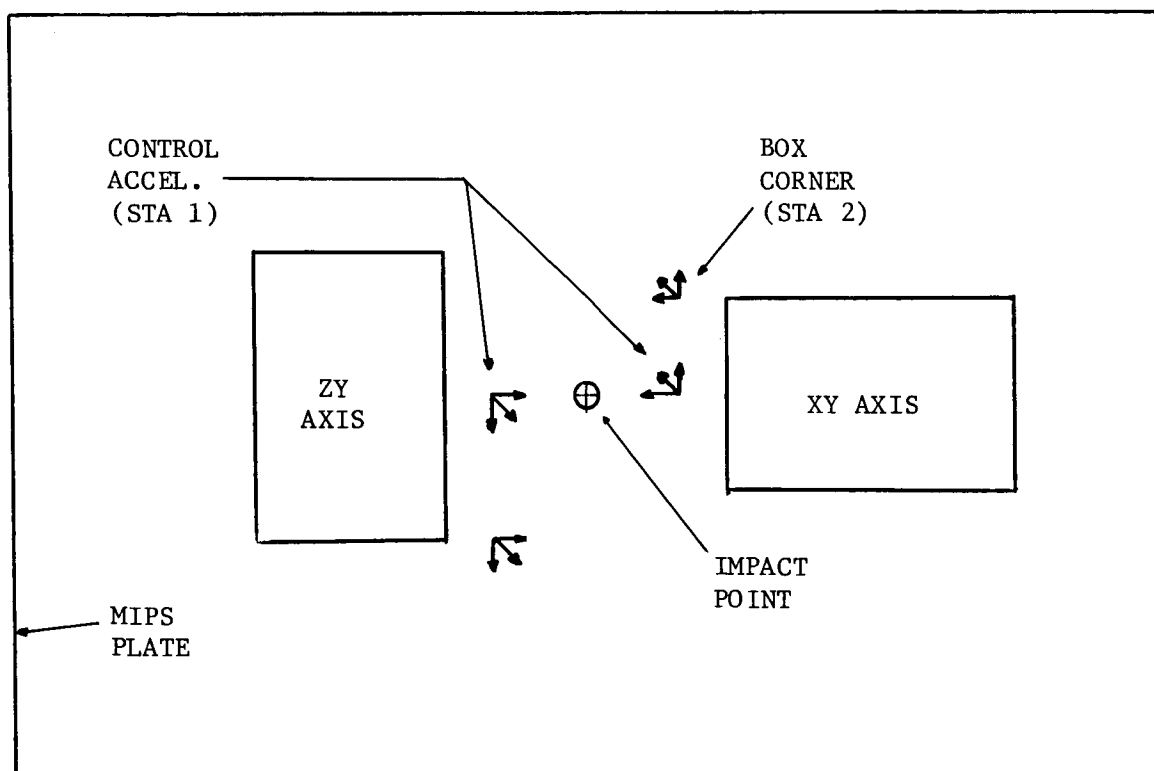 CONTROL
ACCEL.
(STA 1)
BOX
CORNER
(STA 2)
ZY
AXIS
XY AXIS
IMPACT
POINT
MIPS
PLATE